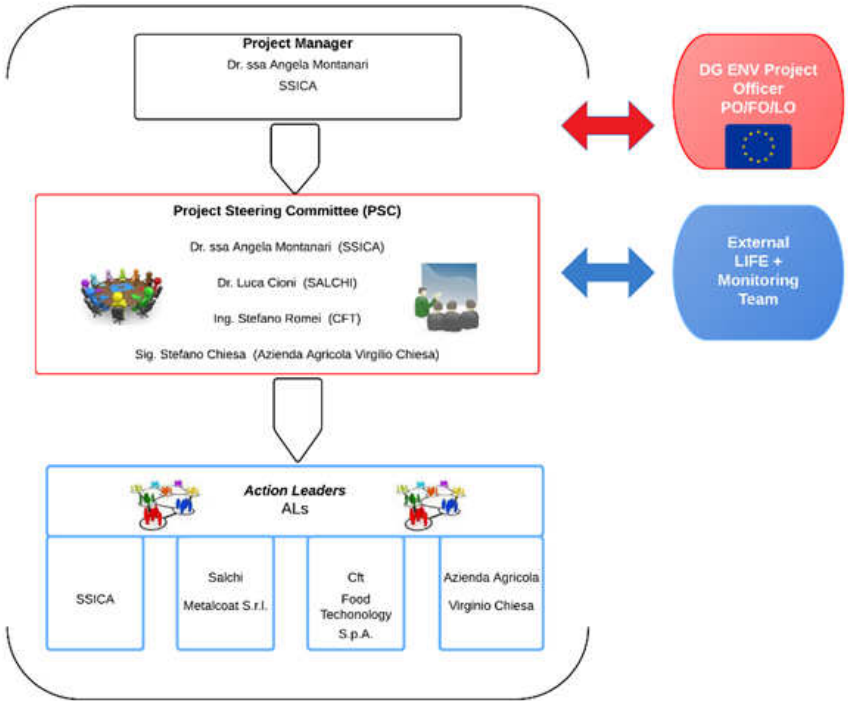 Project Manager
Dr. ssa Angela Montanari
SSICA
DG ENV Project
Officer
PO/FO/LO
Project Steering Committee (PSC)
Dr. ssa Angela Montanari (SSICA)
Dr. Luca Cioni (SALCHI)
Ing. Stefano Romei (CFT)
Sig. Stefano Chiesa (Azienda Agricola Virgilio Chiesa)
External
LIFE +
Monitoring
Team
Action Leaders
ALs
SSICA
Salchi
Metalcoat S.r.l.
Cft
Food
Techonology
S.p.A.
Azienda Agricola
Virginio Chiesa